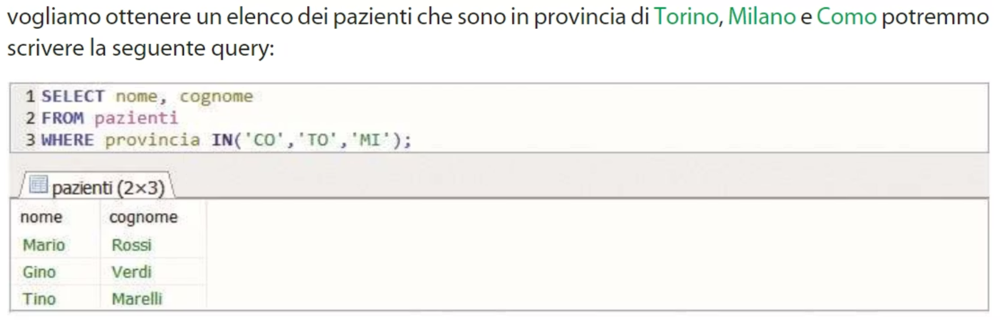 vogliamo ottenere un elenco dei pazienti che sono in provincia di Torino, Milano e Como potremmo
scrivere la seguente query:
1 SELECT nome, cognome
2 FROM pazienti
3 WHERE provincia IN('CO','TO','MI');
pazienti (2×3)
nome cognome
Mario Rossi
Gino Verdi
Tino Marelli